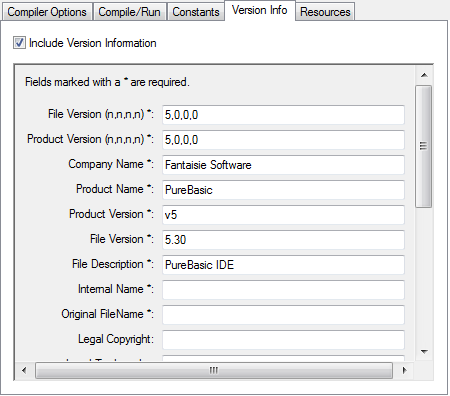 Compiler Options Compile/Run Constants Version Info Resources
Include Version Information
Fields marked with a * are required.
File Version (n,n,n,n) *: 5,0,0,0
Product Version (n,n,n,n) *: 5,0,0,0
Company Name *: Fantaisie Software
Product Name *: PureBasic
Product Version *: v5
File Version *: 5.30
File Description *: PureBasic IDE
Internal Name *:
Original FileName *:
Legal Copyright: